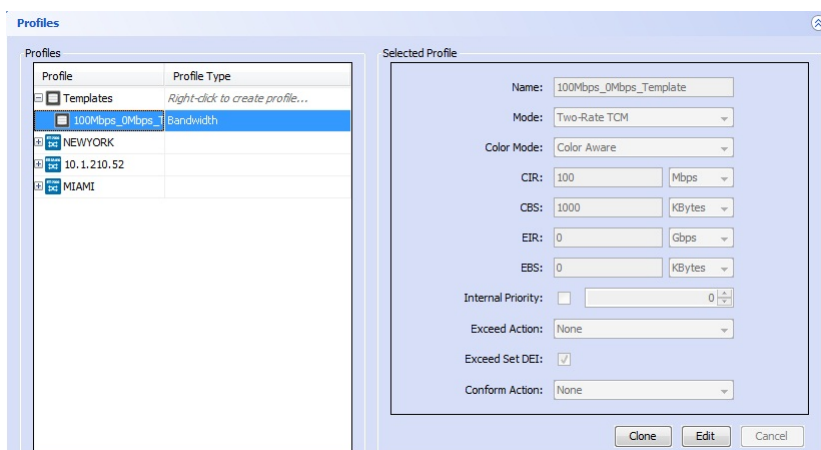 Profiles
Profiles
Profile Profile Type
Templates Right-click to create profile...
100Mbps_0Mbps_T Bandwidth
NEWYORK
10.1.210.52
MIAMI
Selected Profile
Name: 100Mbps_0Mbps_Template
Mode: Two-Rate TCM
Color Mode: Color Aware
CIR: 100 Mbps
CBS: 1000 KBytes
EIR: 0 Gbps
EBS: 0 KBytes
Internal Priority: 0
Exceed Action: None
Exceed Set DEI:
Conform Action: None
Clone Edit Cancel